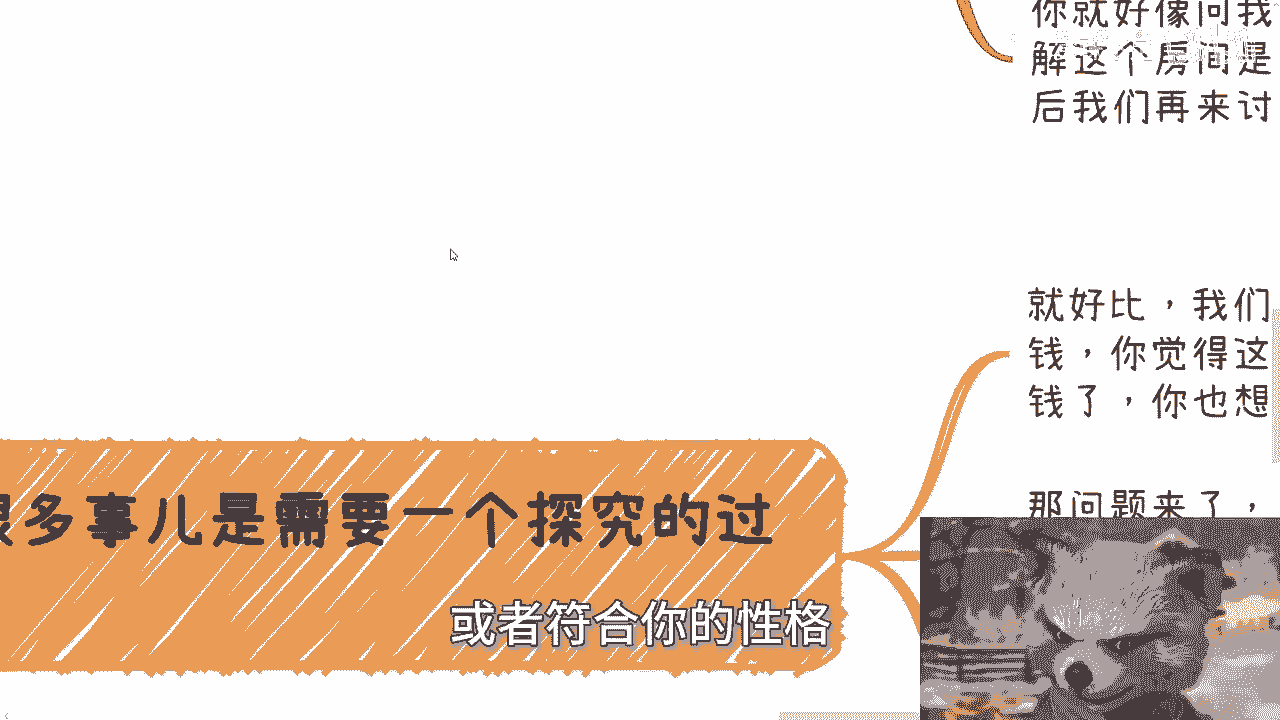 你就好像问我
解这个房间是
后我们再来讨
就好比，我们
钱，你觉得这
钱了，你也想
那问题来了，
很多事儿是需要一个探究的过
或者符合你的性格